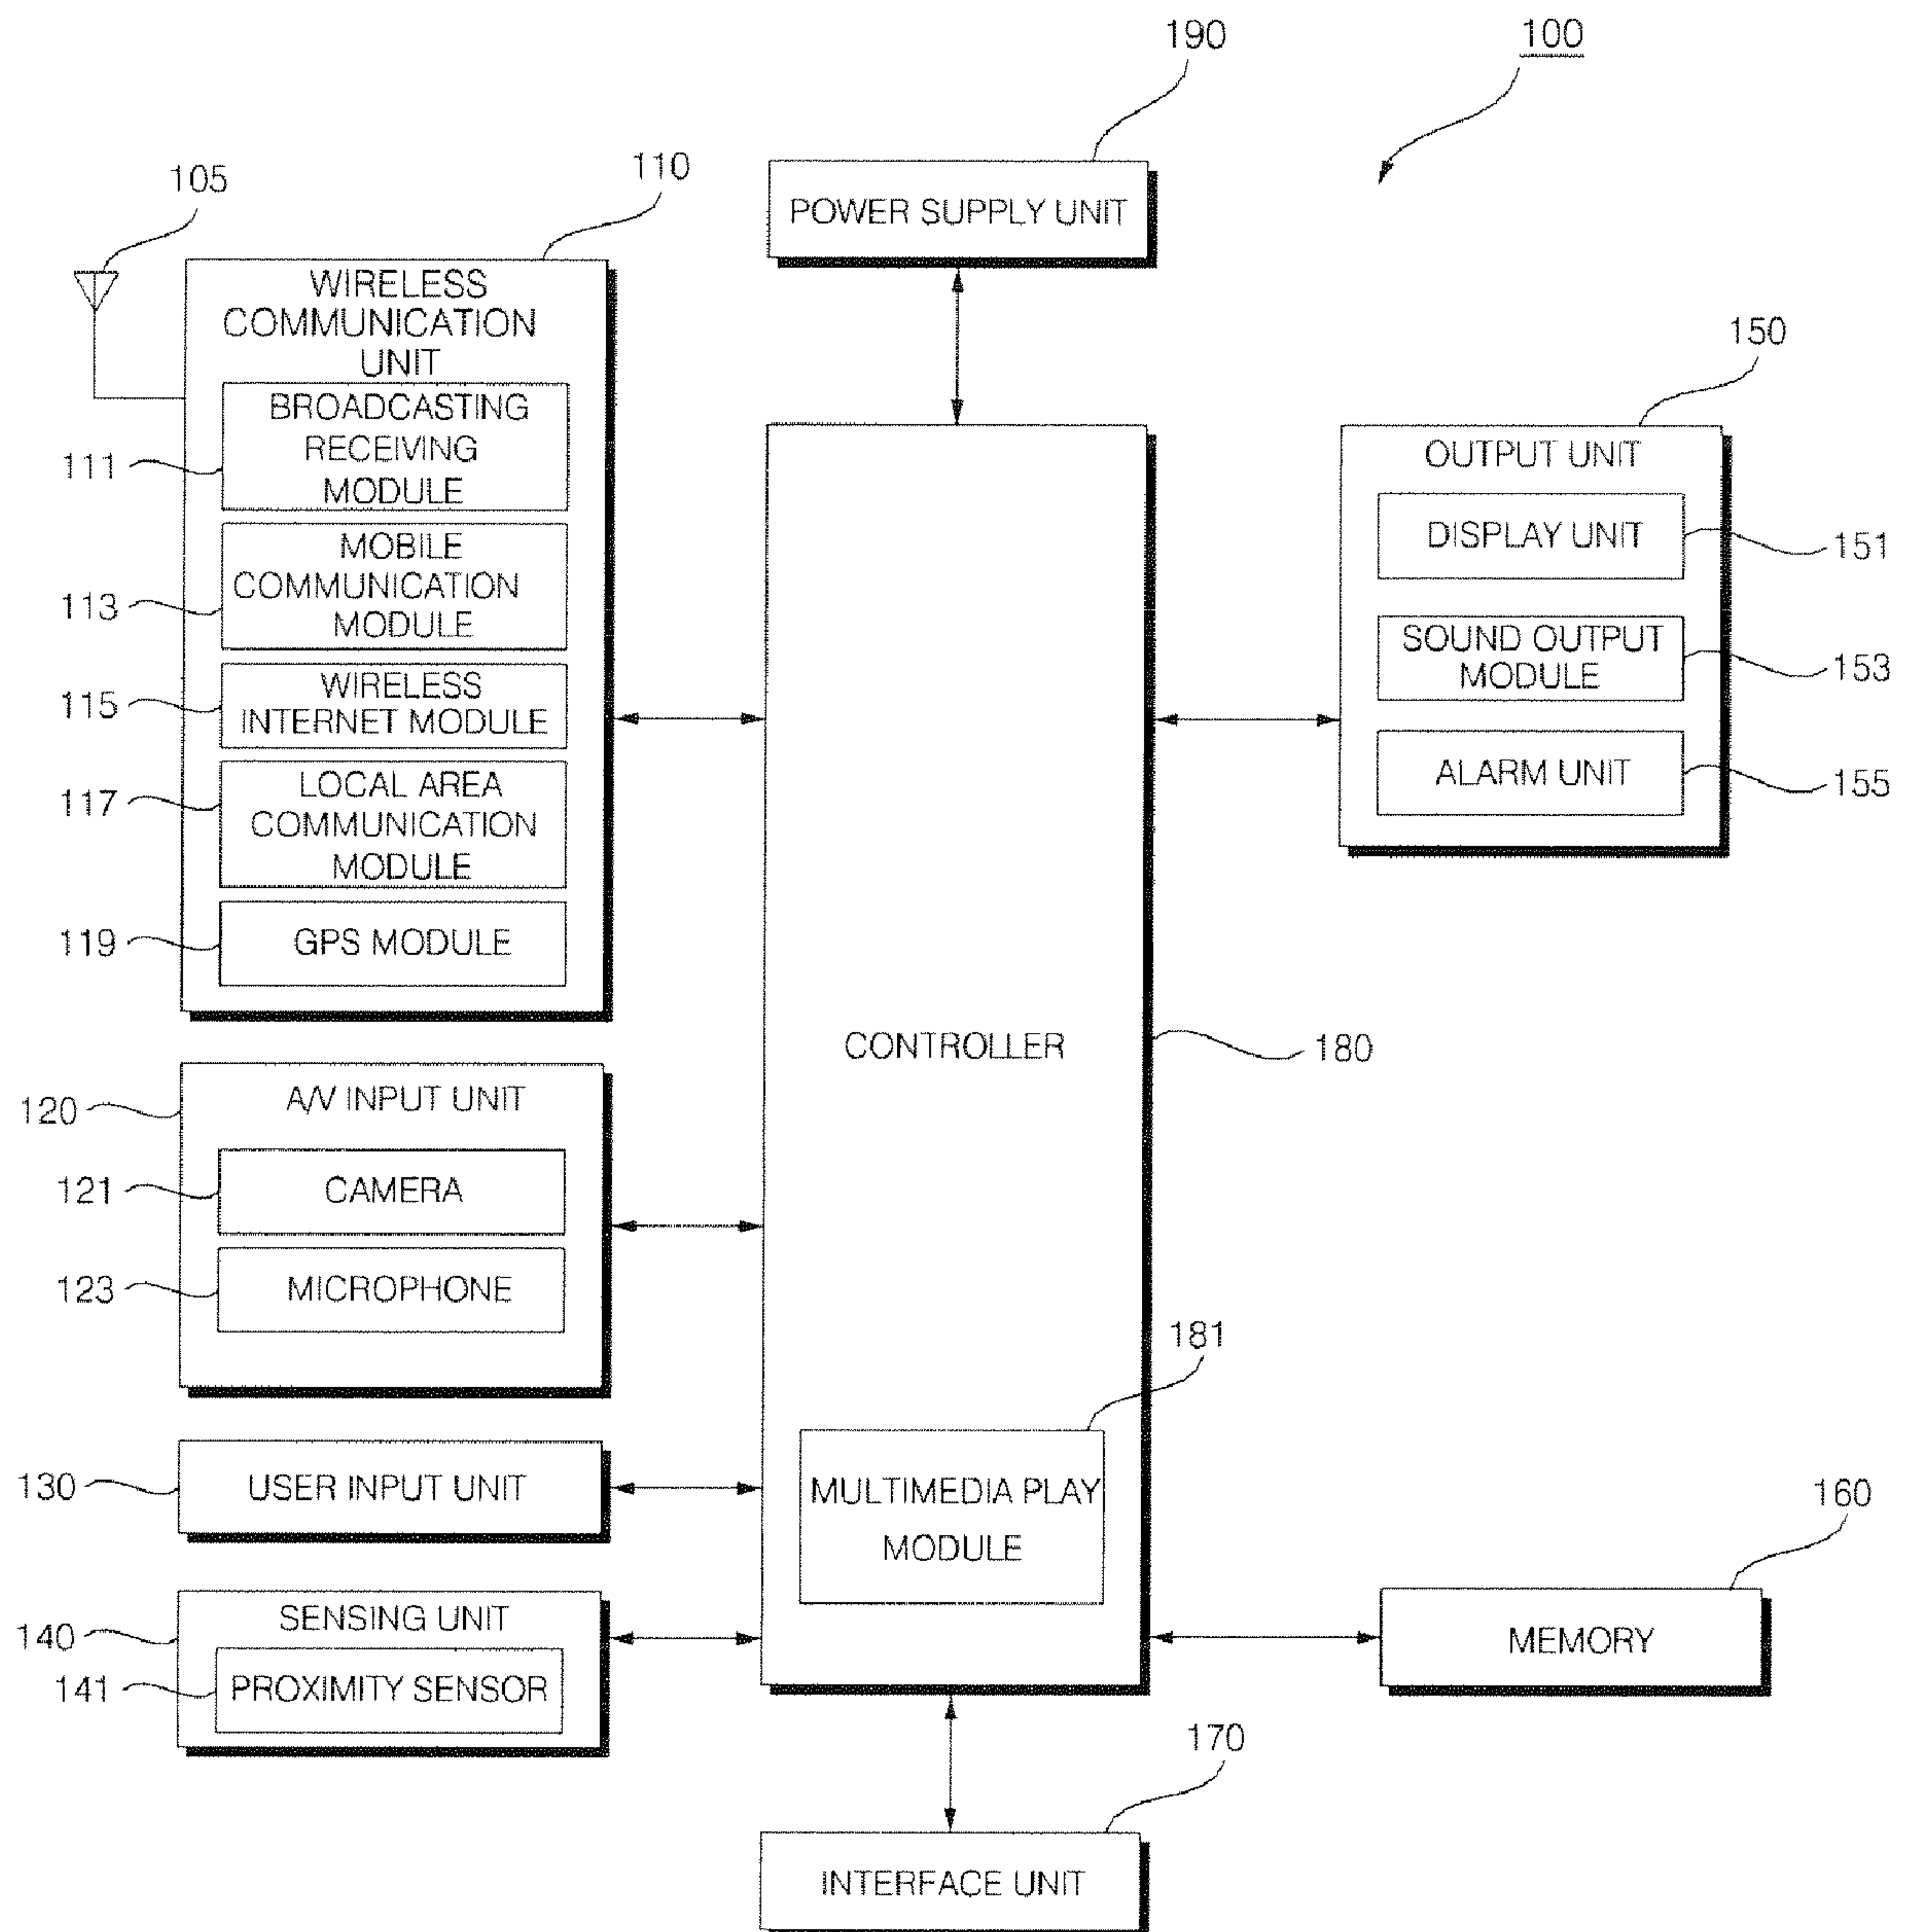 100
190
POWER SUPPLY UNIT
105
110
WIRELESS
COMMUNICATION
UNIT
111
BROADCASTING
RECEIVING
MODULE
113
MOBILE
COMMUNICATION
MODULE
115
WIRELESS
INTERNET MODULE
117
LOCAL AREA
COMMUNICATION
MODULE
119
GPS MODULE
120
A/V INPUT UNIT
121
CAMERA
123
MICROPHONE
130
USER INPUT UNIT
140
SENSING UNIT
141
PROXIMITY SENSOR
CONTROLLER
180
181
MULTIMEDIA PLAY
MODULE
150
OUTPUT UNIT
DISPLAY UNIT
151
SOUND OUTPUT
MODULE
153
ALARM UNIT
155
160
MEMORY
170
INTERFACE UNIT